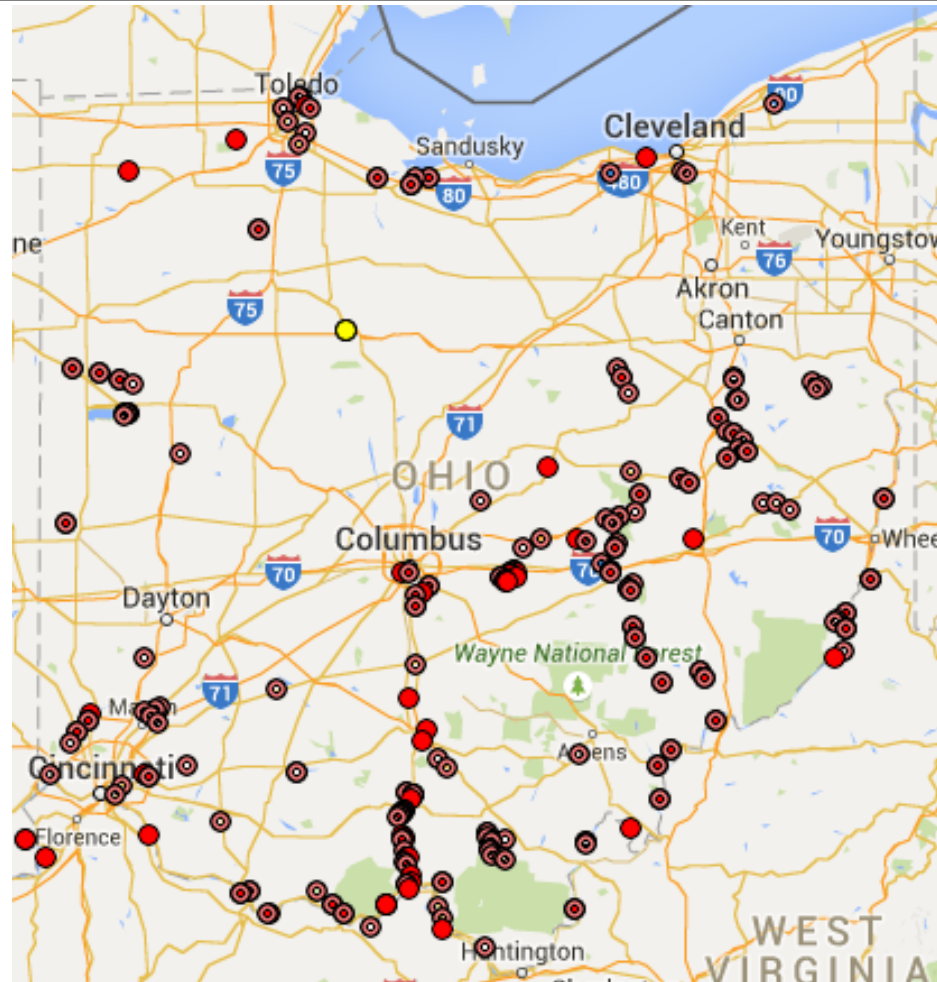 Toledo
90
Cleveland
Sandusky
75
480
80
Kent
Youngstow
ne
76
Akron
75
Canton
71
OHIO
Columbus
70
Whee
70
70
Dayton
Wayne National Forest
71
Athens
Cincinnati
Florence
WEST
VIRGINIA
Huntington